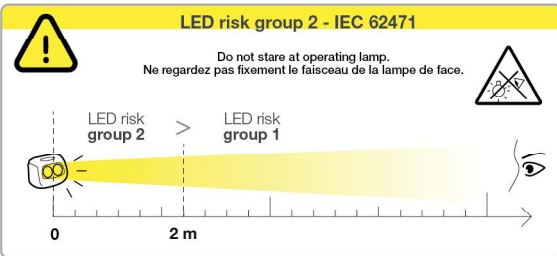 LED risk group 2 - IEC 62471
Do not stare at operating lamp.
Ne regardez pas fixement le faisceau de la lampe de face.
LED risk
group 2
>
LED risk
group 1
0
2 m